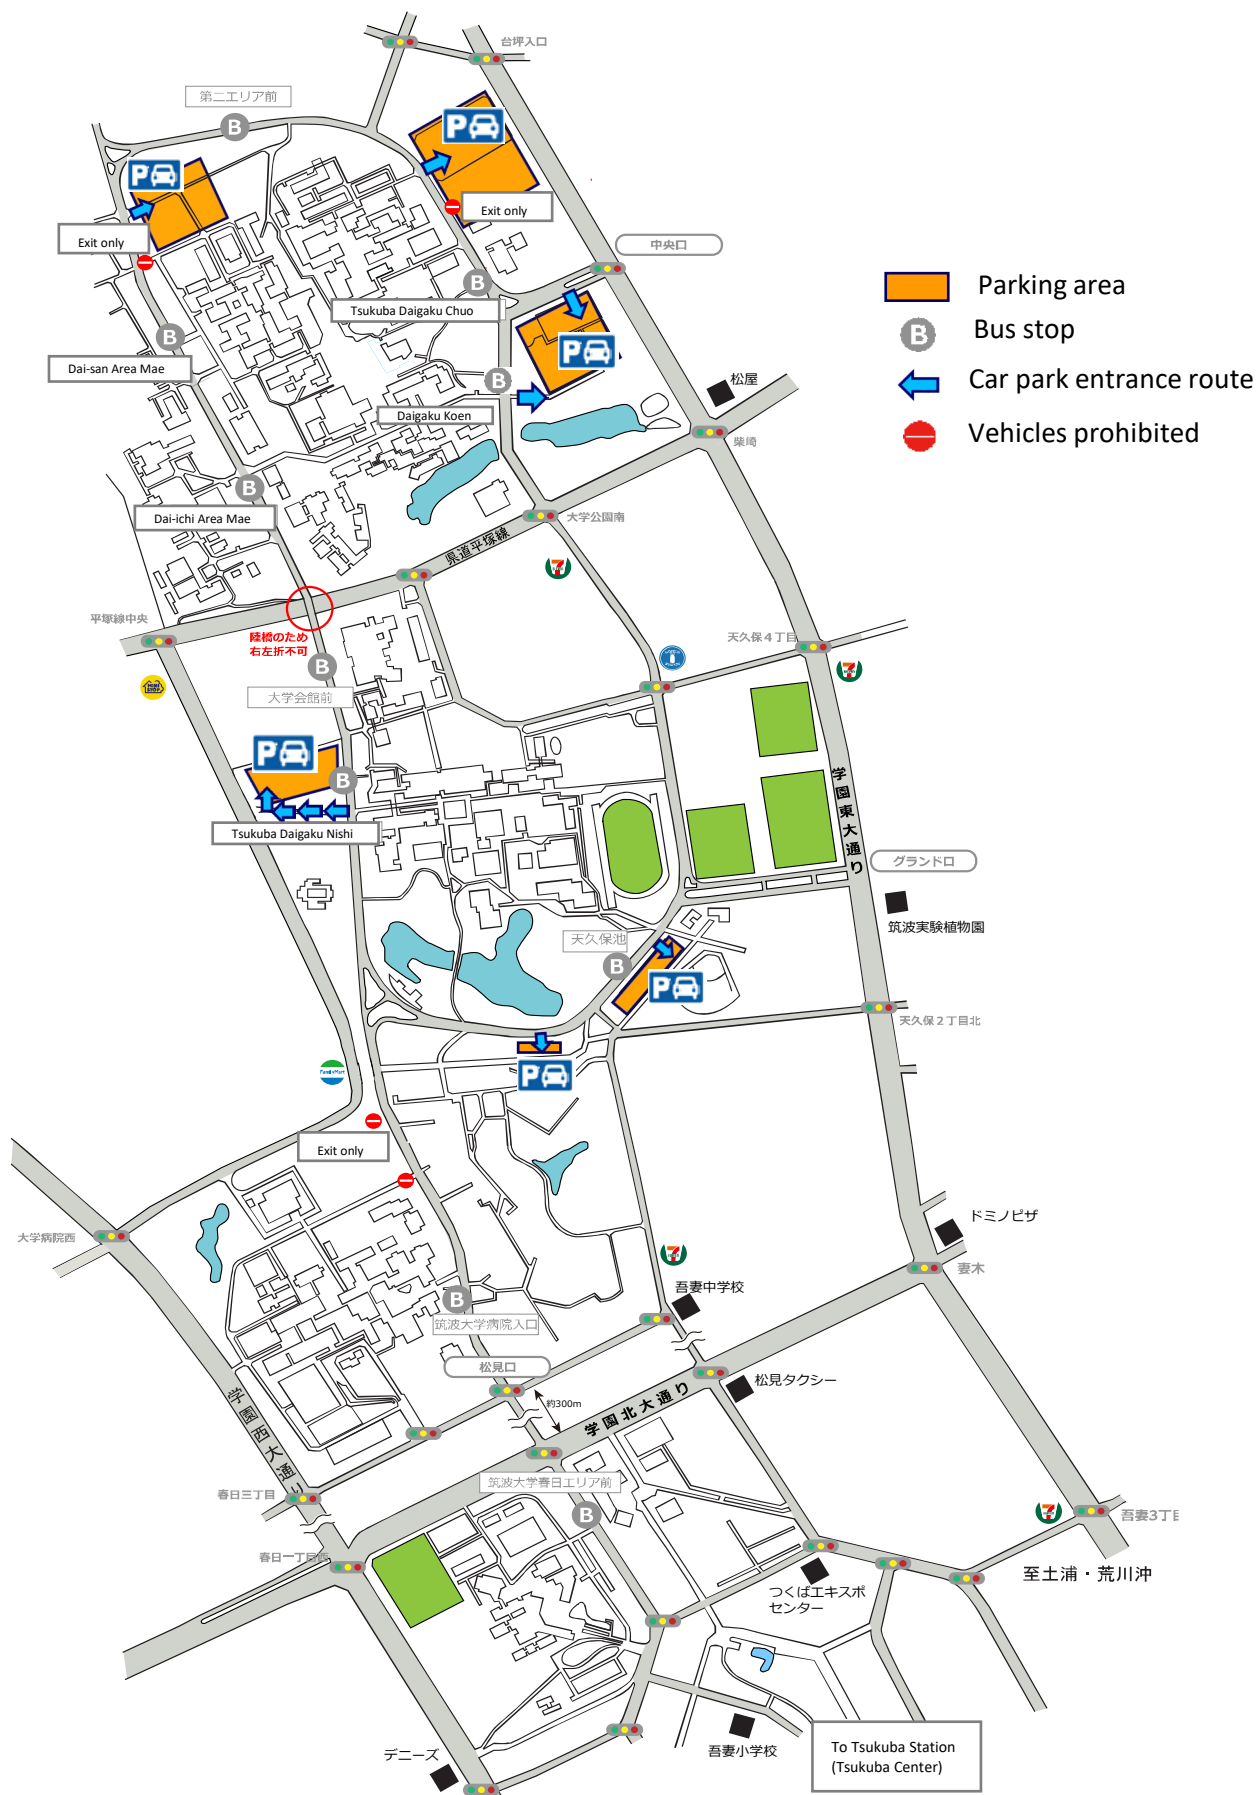 台坪入口
第二エリア前
B
P
P
Exit only
Exit only
中央口
B
Tsukuba Daigaku Chuo
Parking area
B
Bus stop
B
Dai-san Area Mae
P
松屋
Car park entrance route
B
Daigaku Koen
柴崎
Vehicles prohibited
B
Dai-ichi Area Mae
大学公園南
県道平塚線
7
平塚線中央
陸橋のため
右左折不可
天久保4丁目
B
大学会館前
7
P
B
学園東大通り
Tsukuba Daigaku Nishi
グランド口
筑波実験植物園
天久保池
B
P
天久保2丁目北
P
FamilyMart
Exit only
大学病院西
ドミノピザ
7
妻木
吾妻中学校
B
筑波大学病院入口
松見口
約300m
松見タクシー
学園北大通り
学園西大通り
筑波大学春日エリア前
B
春日三丁目
7
吾妻3丁目
春日一丁目西
至土浦・荒川沖
つくばエキスポ
センター
To Tsukuba Station
(Tsukuba Center)
吾妻小学校
デニーズ